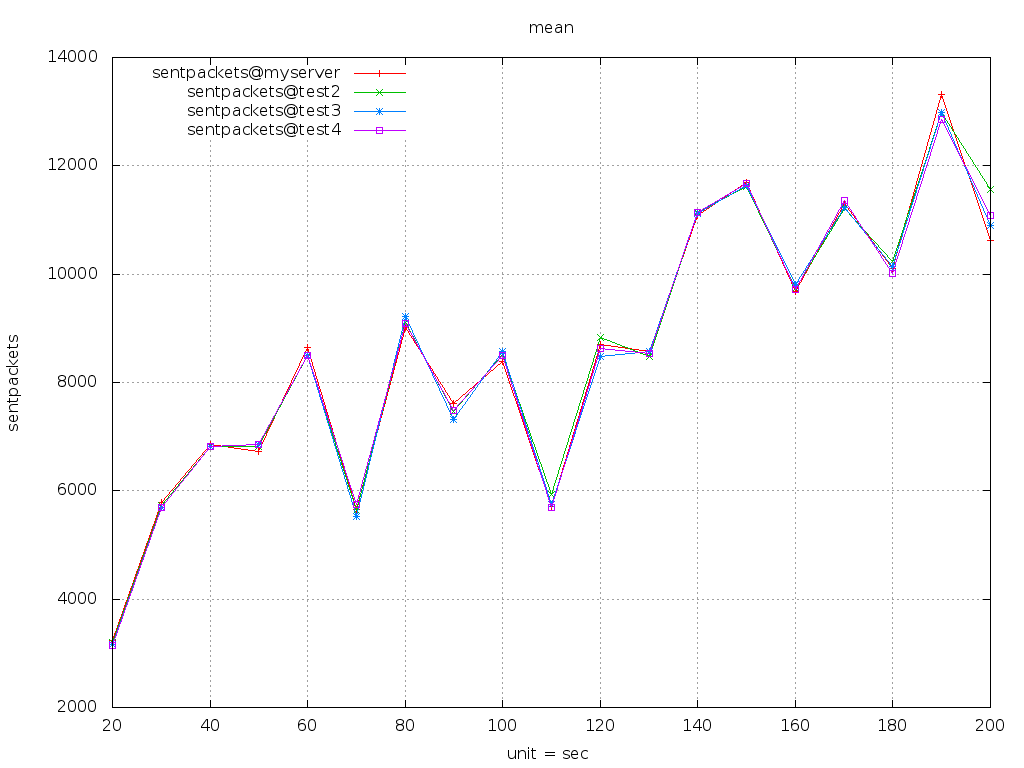 mean
14000
12000
10000
8000
6000
4000
2000
sentpackets
sentpackets@myserver
sentpackets@test2
sentpackets@test3
sentpackets@test4
20 40 60 80 100 120 140 160 180 200
unit = sec